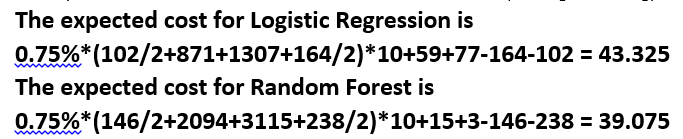 The expected cost for Logistic Regression is
0.75%*(102/2+871+1307+164/2)*10+59+77-164-102 = 43.325
The expected cost for Random Forest is
0.75%*(146/2+2094+3115+238/2)*10+15+3-146-238 = 39.075